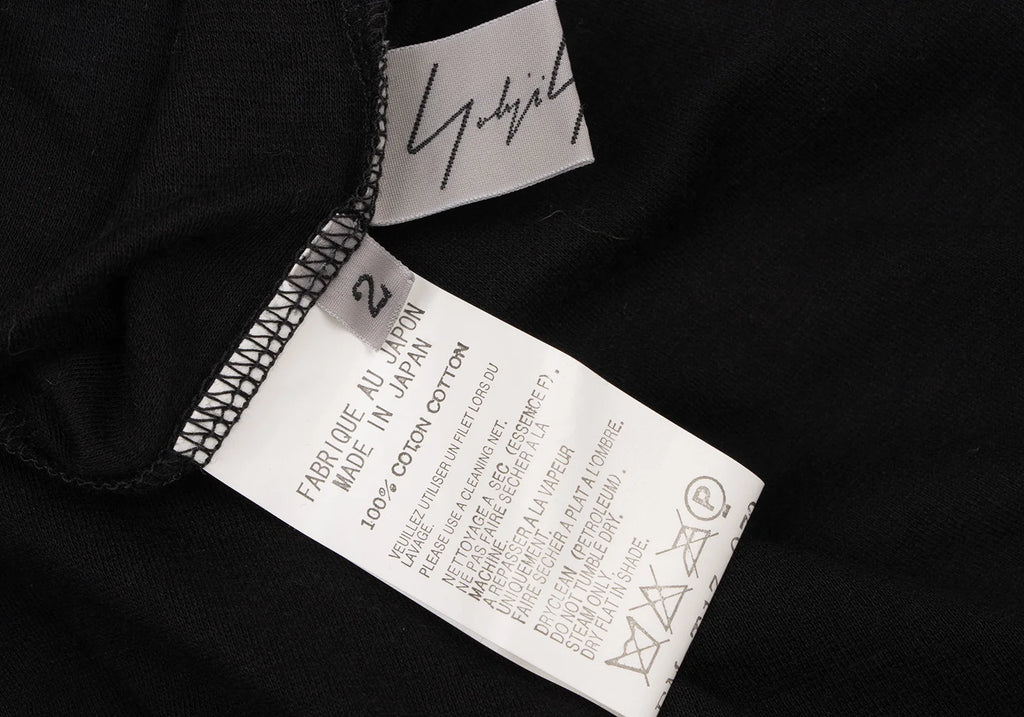 Yohji
2
FABRIQUE AU JAPON
MADE IN JAPAN
100% COTON COTTON
VEUILLEZ UTILISER UN FILET LORS DU
LAVAGE.
PLEASE USE A CLEANING NET.
NETTOYAGE A SEC (ESSENCE F).
NE PAS FAIRE SECHER A LA
MACHINE.
A REPASSER A LA VAPEUR
UNIQUEMENT.
FAIRE SECHER A PLAT A L'OMBRE.
DRYCLEAN (PETROLEUM).
DO NOT TUMBLE DRY.
STEAM ONLY.
DRY FLAT IN SHADE.
P